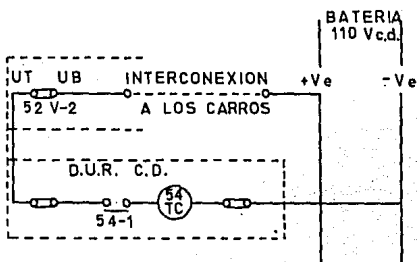 BATERIA
110 Vc.d.
UT UB INTERCONEXION +Ve -Ve
52 V-2 A LOS CARROS
D.U.R. C.D.
54
TC
54-1